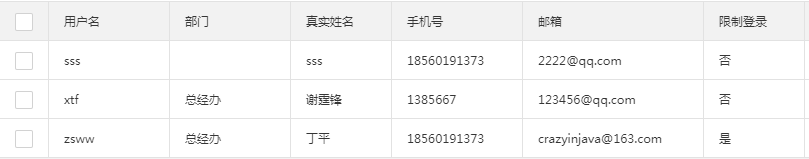 用户名 部门 真实姓名 手机号 邮箱 限制登录
sss sss 18560191373 2222@qq.com 否
xtf 总经办 谢霆锋 1385667 123456@qq.com 否
zsww 总经办 丁平 18560191373 crazyinjava@163.com 是